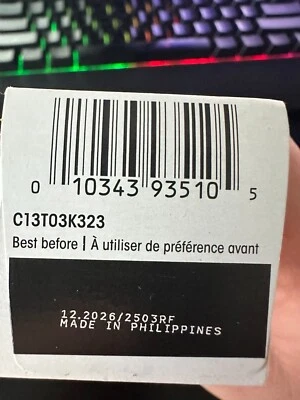 0 10343 93510 5
C13T03K323
Best before | À utiliser de préférence avant
12.2026/2503RF
MADE IN PHILIPPINES